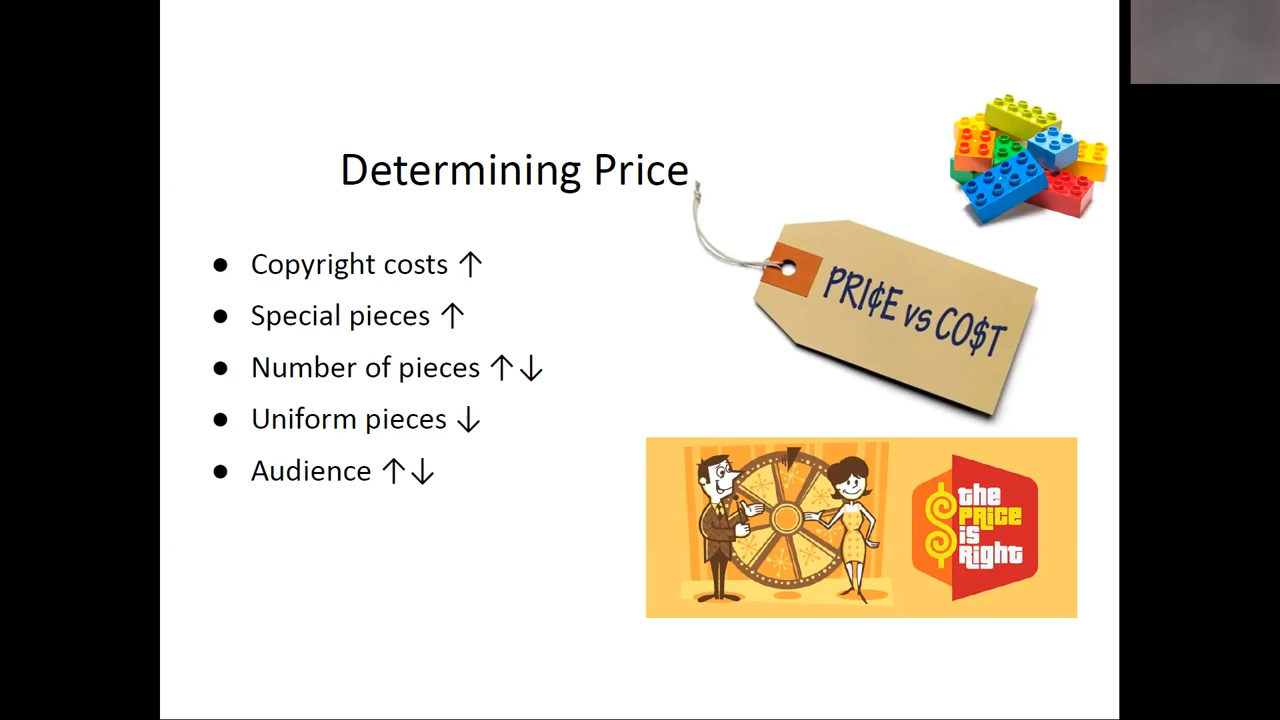 Determining Price
● Copyright costs ↑
● Special pieces ↑
● Number of pieces ↑↓
● Uniform pieces ↓
● Audience ↑↓
PRI¢E vs CO$T
$ the
PRICE
is
Right